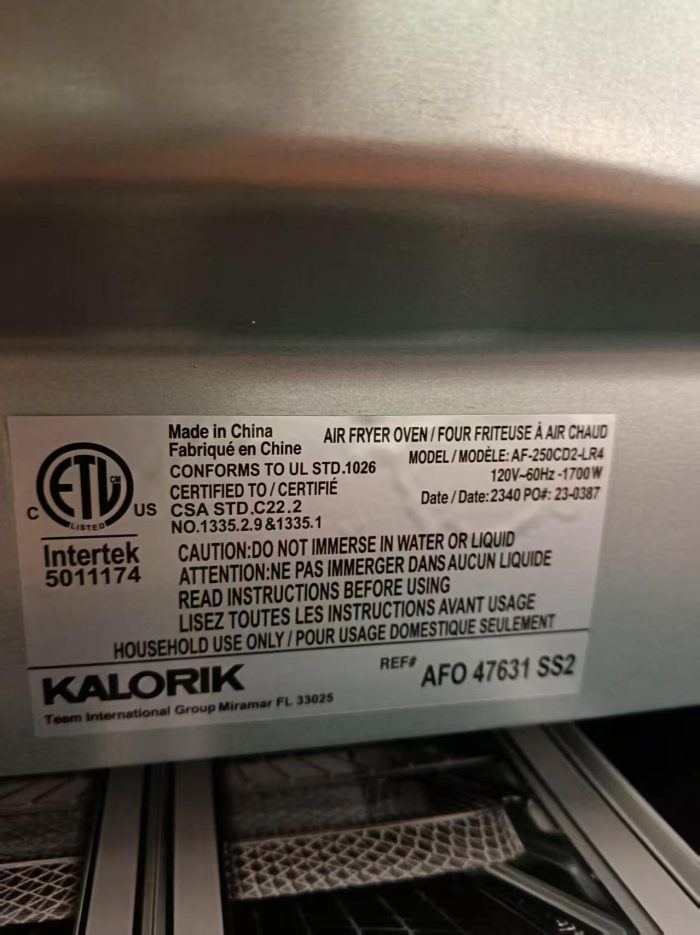 Made in China
Fabriqué en Chine
CONFORMS TO UL STD.1026
CERTIFIED TO / CERTIFIÉ
CSA STD.C22.2
NO.1335.2.9 &1335.1
AIR FRYER OVEN / FOUR FRITEUSE À AIR CHAUD
MODEL / MODÈLE: AF-250CD2-LR4
120V~60Hz -1700 W
Date / Date: 2340 PO#: 23-0387
ETL CM
C LISTED US
Intertek
5011174
CAUTION:DO NOT IMMERSE IN WATER OR LIQUID
ATTENTION:NE PAS IMMERGER DANS AUCUN LIQUIDE
READ INSTRUCTIONS BEFORE USING
LISEZ TOUTES LES INSTRUCTIONS AVANT USAGE
HOUSEHOLD USE ONLY / POUR USAGE DOMESTIQUE SEULEMENT
KALORIK
Team International Group Miramar FL 33025
REF# AFO 47631 SS2